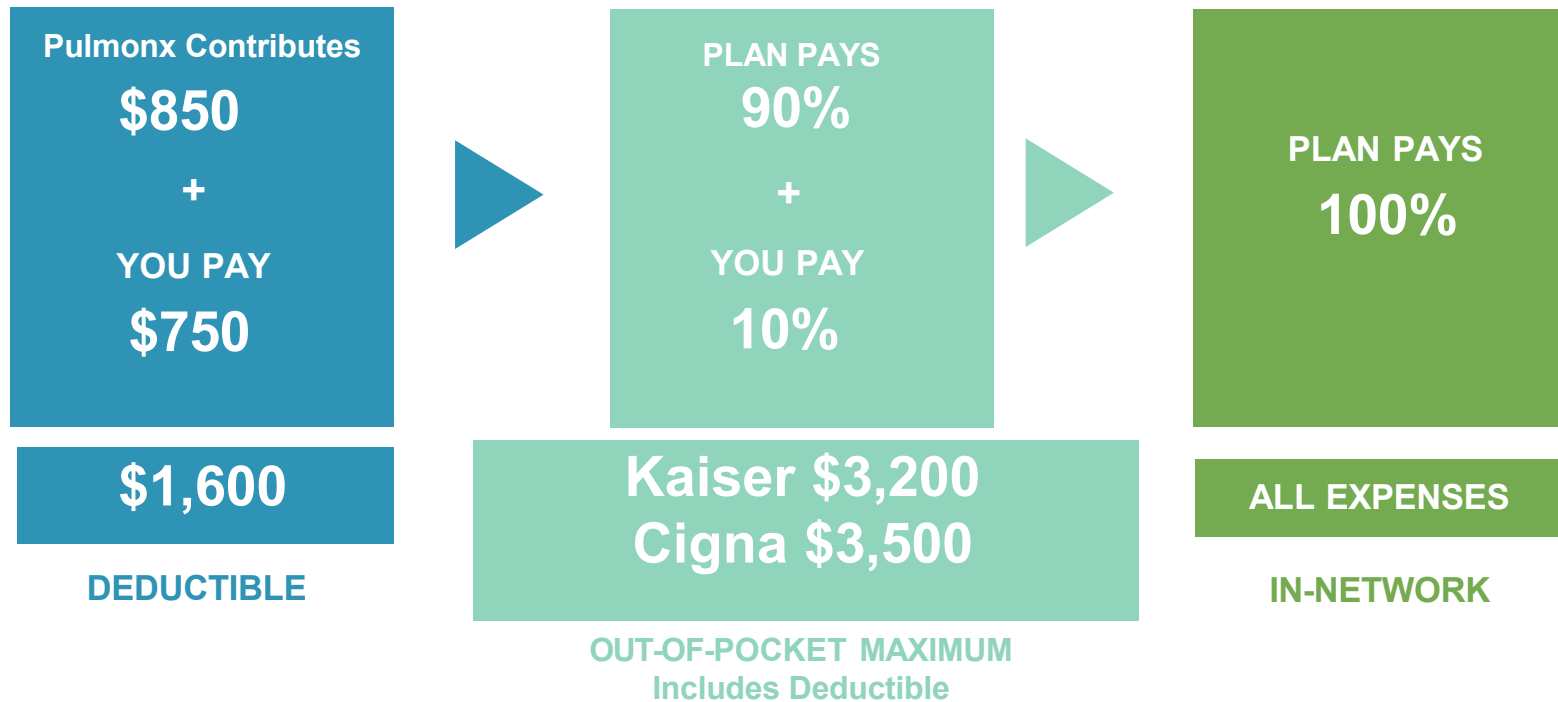 Pulmonx Contributes
$850
+
YOU PAY
$750
$1,600
DEDUCTIBLE
PLAN PAYS
90%
+
YOU PAY
10%
Kaiser $3,200
Cigna $3,500
OUT-OF-POCKET MAXIMUM
Includes Deductible
PLAN PAYS
100%
ALL EXPENSES
IN-NETWORK